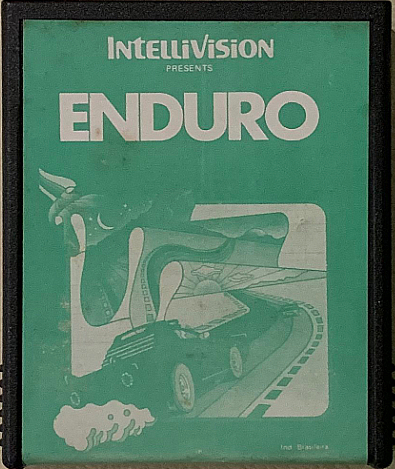 INTELLIVISION
PRESENTS
ENDURO
Ind. Brasileira